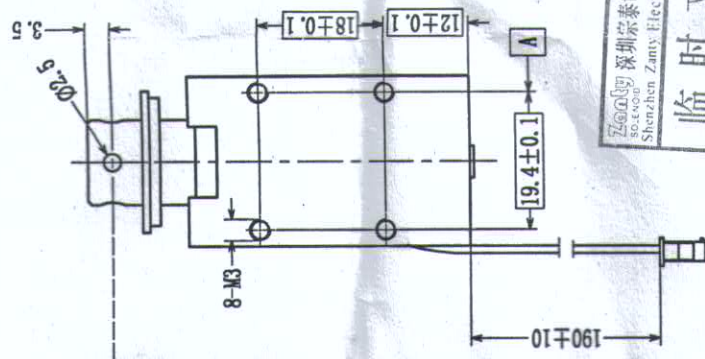 3.5
Ø2.5
18±0.1
12±0.1
A
19.4±0.1
8-M3
190±10
Zanty 深圳宗泰
SOLENOID
Shenzhen Zanty Elec
临时